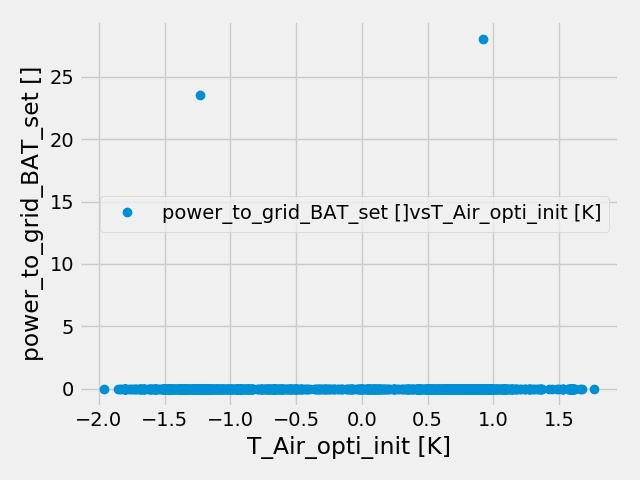 power_to_grid_BAT_set []
25
20
15
10
5
0
power_to_grid_BAT_set []vsT_Air_opti_init [K]
−2.0 −1.5 −1.0 −0.5 0.0 0.5 1.0 1.5
T_Air_opti_init [K]